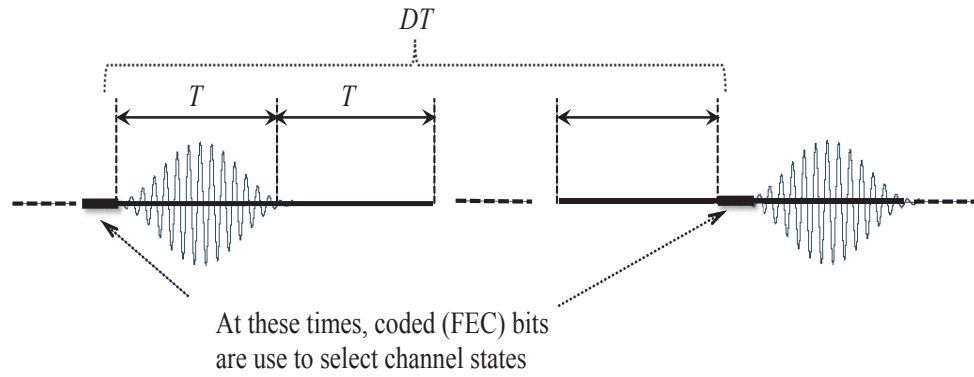 DT
T T
At these times, coded (FEC) bits
are use to select channel states